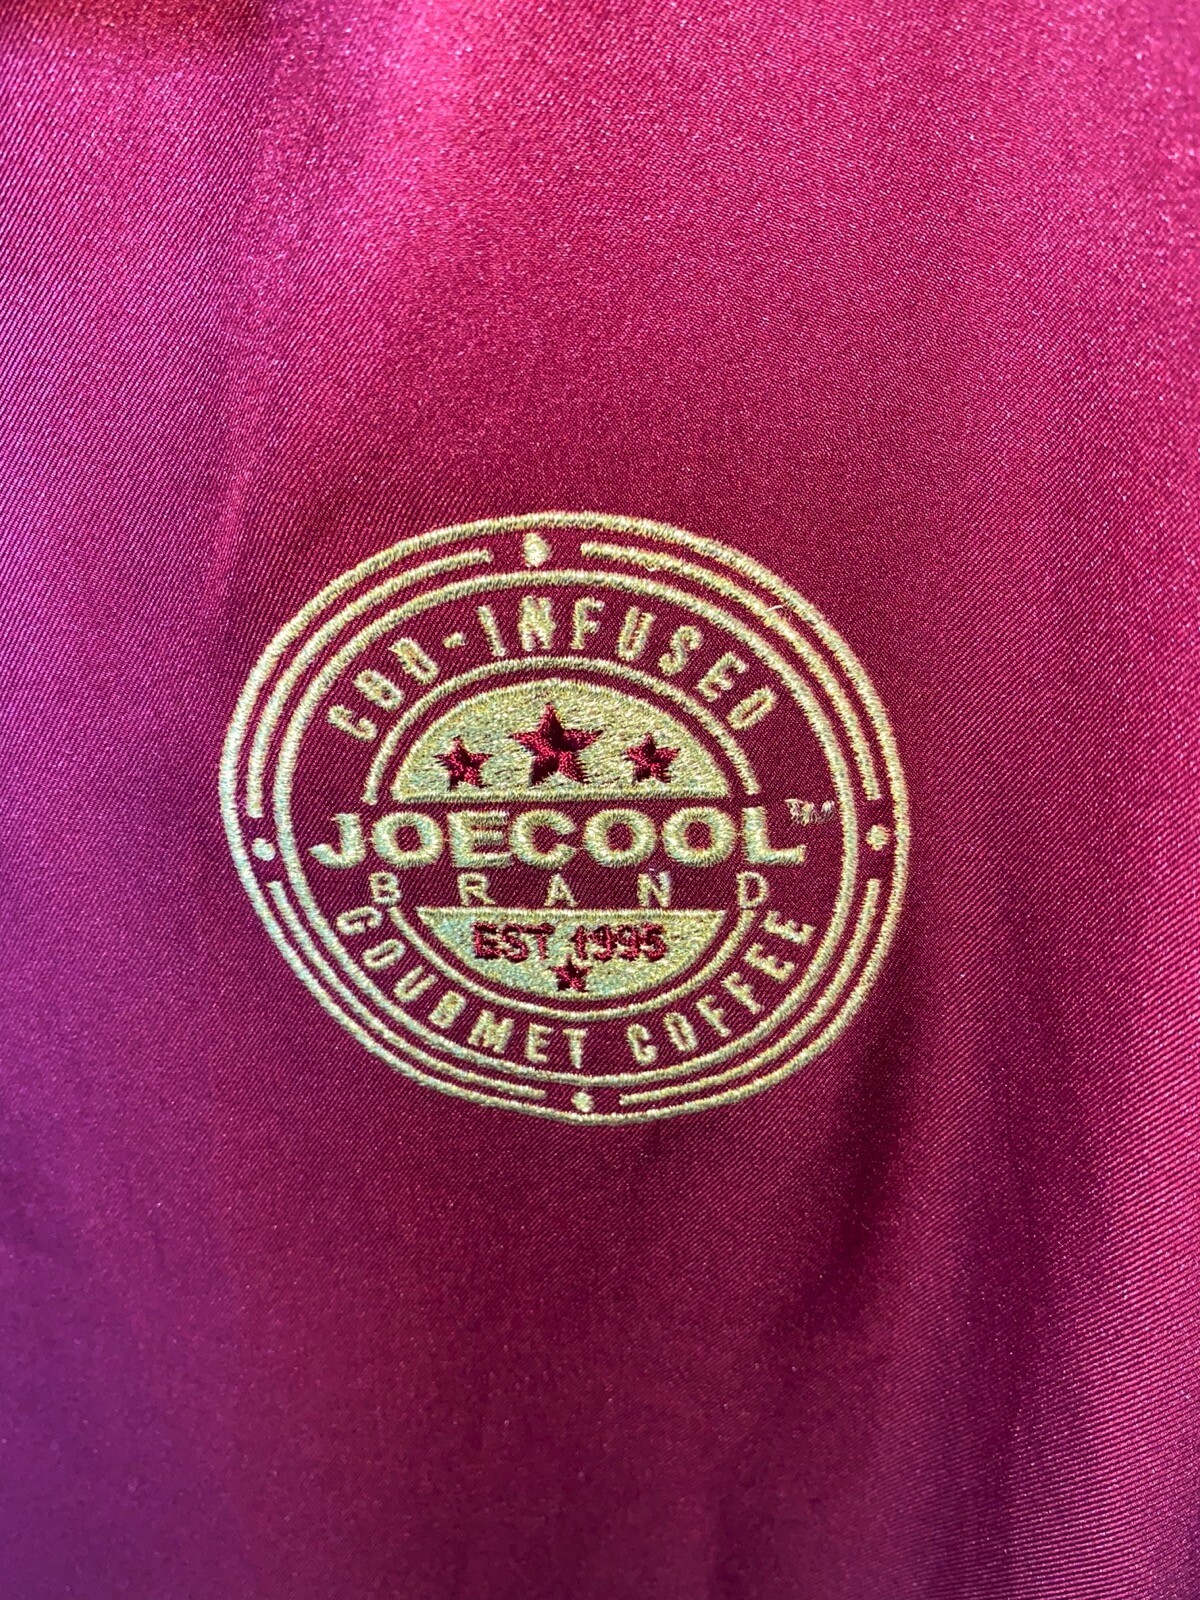 CBD-INFUSED
JOECOOL™
BRAND
EST 1995
GOURMET COFFEE